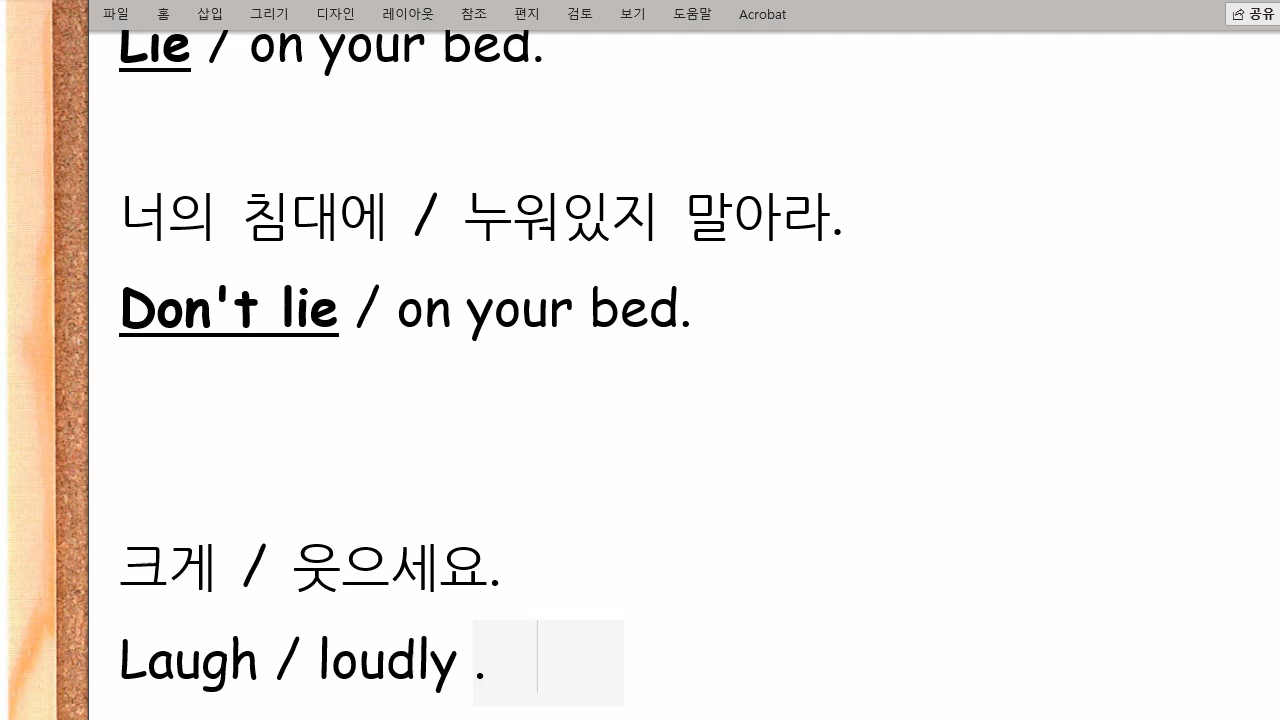 파일 홈 삽입 그리기 디자인 레이아웃 참조 편지 검토 보기 도움말 Acrobat 공유
Lie / on your bed.
너의 침대에 / 누워있지 말아라.
Don't lie / on your bed.
크게 / 웃으세요.
Laugh / loudly .